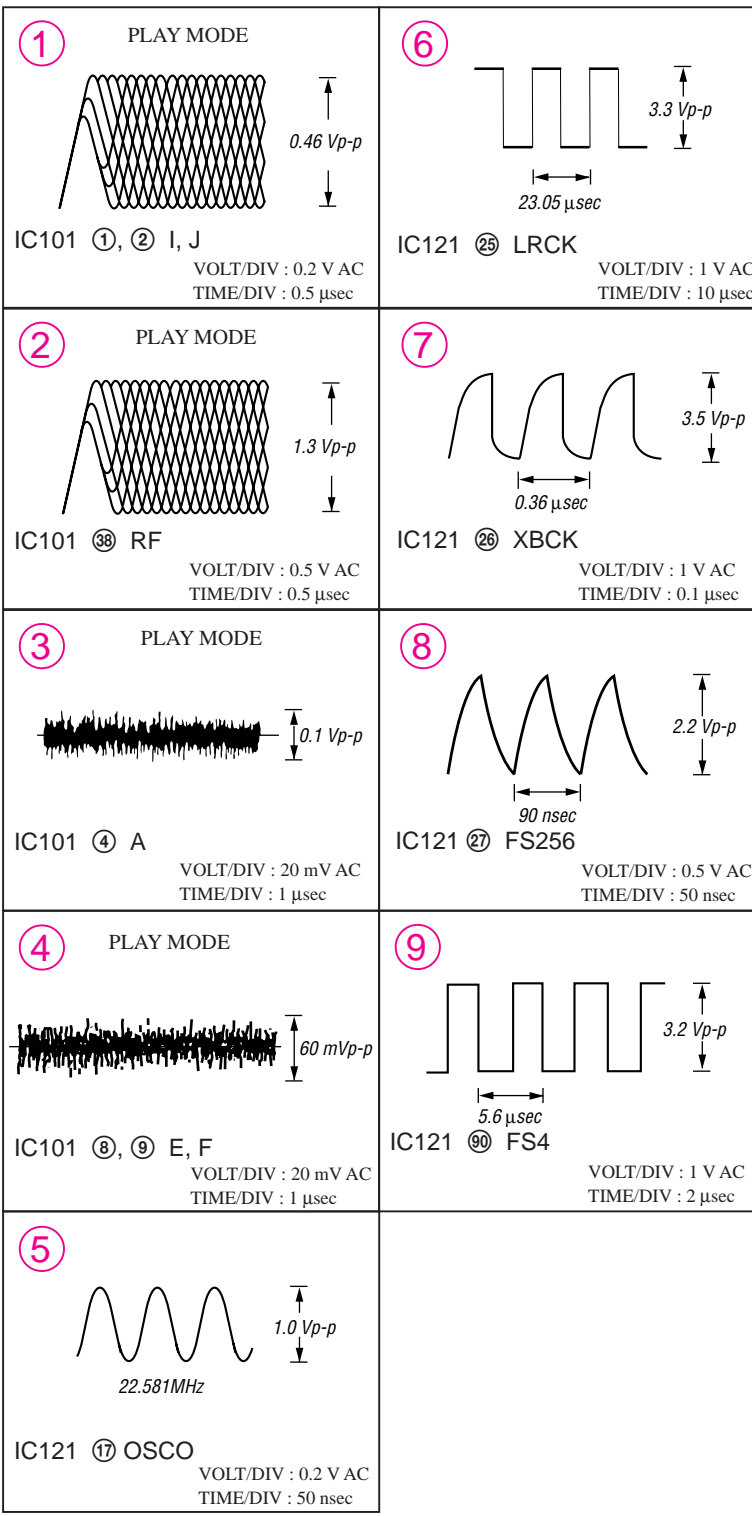 1
PLAY MODE
0.46 Vp-p
IC101 ①, ② I, J
VOLT/DIV : 0.2 V AC
TIME/DIV : 0.5 µsec
2
PLAY MODE
1.3 Vp-p
IC101 ㊳ RF
VOLT/DIV : 0.5 V AC
TIME/DIV : 0.5 µsec
3
PLAY MODE
0.1 Vp-p
IC101 ④ A
VOLT/DIV : 20 mV AC
TIME/DIV : 1 µsec
4
PLAY MODE
60 mVp-p
IC101 ⑧, ⑨ E, F
VOLT/DIV : 20 mV AC
TIME/DIV : 1 µsec
5
1.0 Vp-p
22.581MHz
IC121 ⑰ OSCO
VOLT/DIV : 0.2 V AC
TIME/DIV : 50 nsec
6
3.3 Vp-p
23.05 µsec
IC121 ㉕ LRCK
VOLT/DIV : 1 V AC
TIME/DIV : 10 µsec
7
3.5 Vp-p
0.36 µsec
IC121 ㉖ XBCK
VOLT/DIV : 1 V AC
TIME/DIV : 0.1 µsec
8
2.2 Vp-p
90 nsec
IC121 ㉗ FS256
VOLT/DIV : 0.5 V AC
TIME/DIV : 50 nsec
9
3.2 Vp-p
5.6 µsec
IC121 90 FS4
VOLT/DIV : 1 V AC
TIME/DIV : 2 µsec